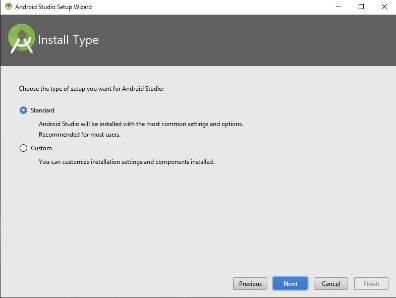 Android Studio Setup Wizard
Install Type
Choose the type of setup you want for Android Studio:
Standard
Android Studio will be installed with the most common settings and options.
Recommended for most users.
Custom
You can customize installation settings and components installed.
Previous Next Cancel Finish